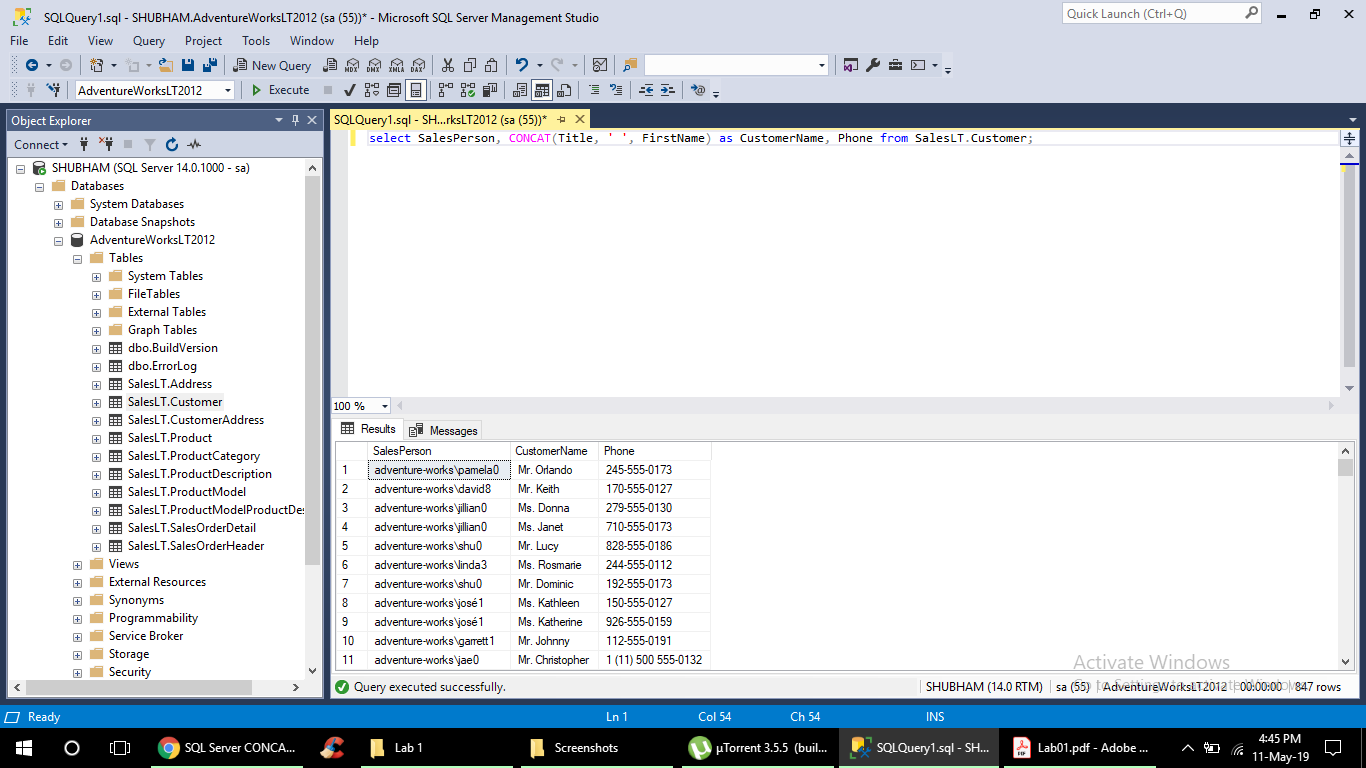 SQLQuery1.sql - SHUBHAM.AdventureWorksLT2012 (sa (55))* - Microsoft SQL Server Management Studio
Quick Launch (Ctrl+Q)
File Edit View Query Project Tools Window Help
New Query MDX DMX XMLA DAX
AdventureWorksLT2012 Execute
Object Explorer
SQLQuery1.sql - SH...rksLT2012 (sa (55))*
Connect
select SalesPerson, CONCAT(Title, ' ', FirstName) as CustomerName, Phone from SalesLT.Customer;
SHUBHAM (SQL Server 14.0.1000 - sa)
Databases
System Databases
Database Snapshots
AdventureWorksLT2012
Tables
System Tables
FileTables
External Tables
Graph Tables
dbo.BuildVersion
dbo.ErrorLog
SalesLT.Address
SalesLT.Customer
SalesLT.CustomerAddress
SalesLT.Product
SalesLT.ProductCategory
SalesLT.ProductDescription
SalesLT.ProductModel
SalesLT.ProductModelProductDes
SalesLT.SalesOrderDetail
SalesLT.SalesOrderHeader
Views
External Resources
Synonyms
Programmability
Service Broker
Storage
Security
100 %
Results Messages
SalesPerson CustomerName Phone
1 adventure-works\pamela0 Mr. Orlando 245-555-0173
2 adventure-works\david8 Mr. Keith 170-555-0127
3 adventure-works\jillian0 Ms. Donna 279-555-0130
4 adventure-works\jillian0 Ms. Janet 710-555-0173
5 adventure-works\shu0 Mr. Lucy 828-555-0186
6 adventure-works\linda3 Ms. Rosmarie 244-555-0112
7 adventure-works\shu0 Mr. Dominic 192-555-0173
8 adventure-works\josé1 Ms. Kathleen 150-555-0127
9 adventure-works\josé1 Ms. Katherine 926-555-0159
10 adventure-works\garrett1 Mr. Johnny 112-555-0191
11 adventure-works\jae0 Mr. Christopher 1 (11) 500 555-0132
Activate Windows
Go to Settings to activate Windows.
Query executed successfully. SHUBHAM (14.0 RTM) sa (55) AdventureWorksLT2012 00:00:00 847 rows
Ready Ln 1 Col 54 Ch 54 INS
SQL Server CONCA... Lab 1 Screenshots µTorrent 3.5.5 (buil... SQLQuery1.sql - SH... Lab01.pdf - Adobe ...
4:45 PM
11-May-19